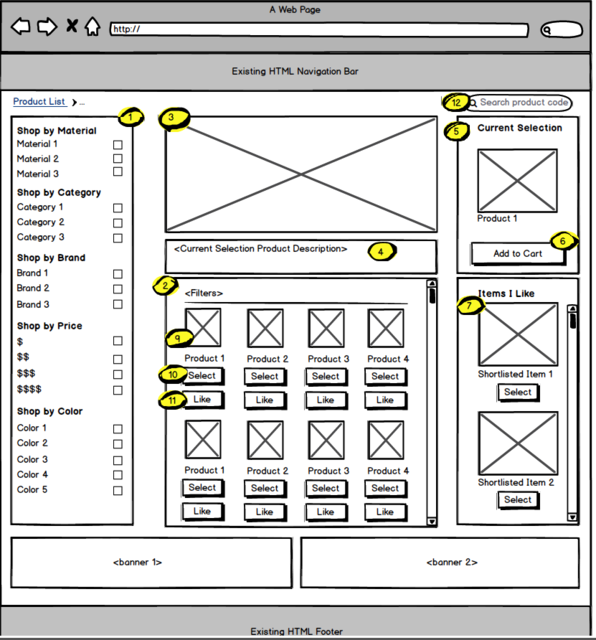 A Web Page
http://
Existing HTML Navigation Bar
Product List
12
Search product code
1
Shop by Material
Material 1
Material 2
Material 3
Shop by Category
Category 1
Category 2
Category 3
Shop by Brand
Brand 1
Brand 2
Brand 3
Shop by Price
$
$$
$$$
$$$$
Shop by Color
Color 1
Color 2
Color 3
Color 4
Color 5
3
<Current Selection Product Description>
4
2
<Filters>
9
Product 1 Product 2 Product 3 Product 4
10
Select Select Select Select
11
Like Like Like Like
Product 1 Product 2 Product 3 Product 4
Select Select Select Select
Like Like Like Like
5
Current Selection
Product 1
6
Add to Cart
Items I Like
7
Shortlisted Item 1
Select
Shortlisted Item 2
Select
<banner 1>
<banner 2>
Existing HTML Footer